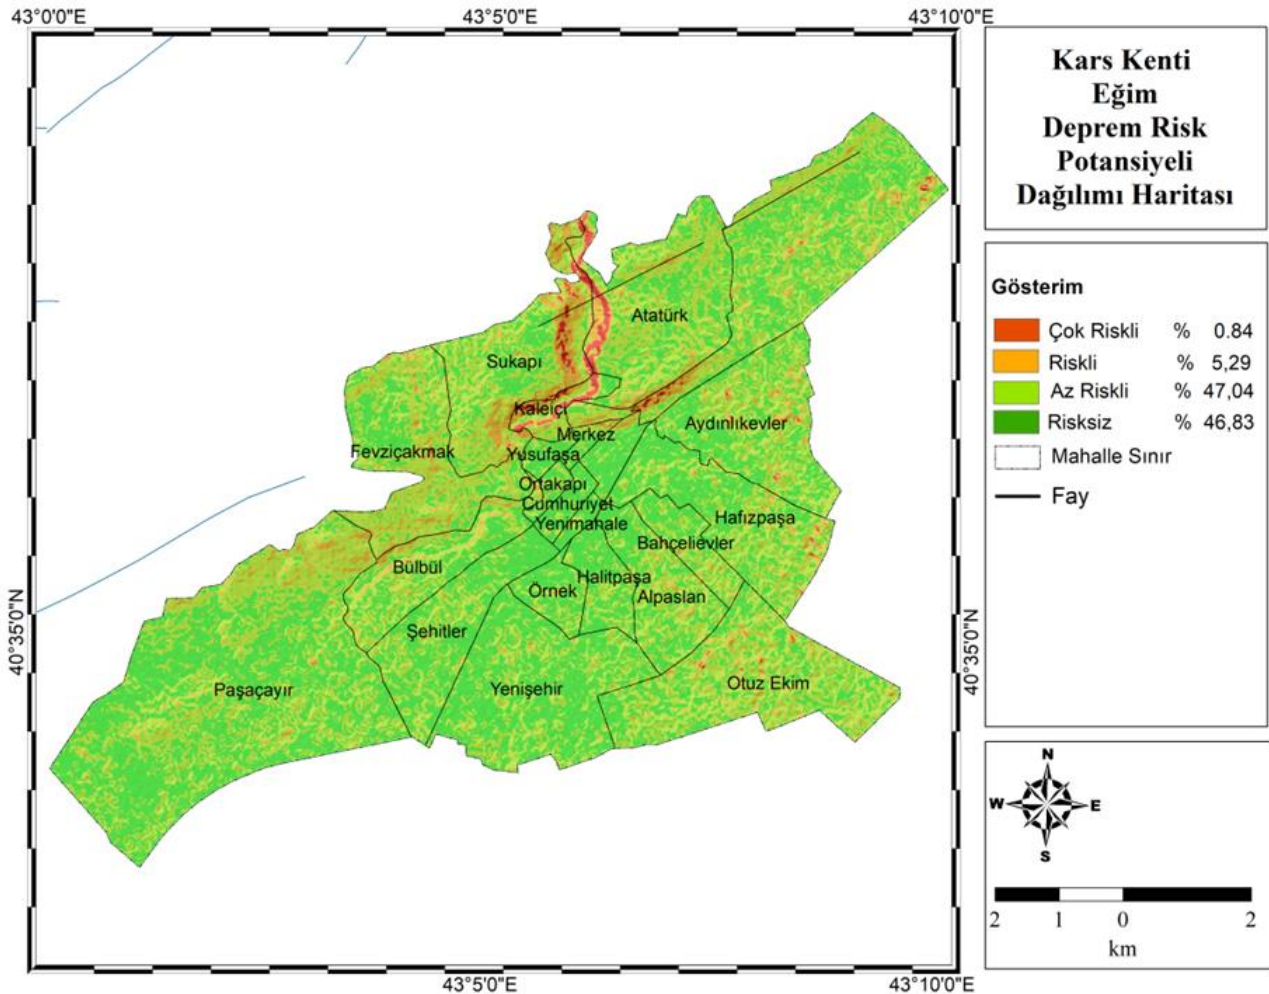 43°0'0"E
43°5'0"E
43°10'0"E
Kars Kenti
Eğim
Deprem Risk
Potansiyeli
Dağılımı Haritası
Gösterim
Çok Riskli % 0.84
Riskli % 5,29
Az Riskli % 47,04
Risksiz % 46,83
Mahalle Sınır
Fay
Atatürk
Sukapı
Kaleiçi
Merkez
Aydınlıkevler
Fevziçakmak
Yusufaşa
Ortakapı
Cumhuriyet
Yenimahale
Hafızpaşa
Bahçelievler
Bülbül
Halitpaşa
Örnek
Alpaslan
Şehitler
Paşaçayır
Yenişehir
Otuz Ekim
40°35'0"N
40°35'0"N
N
W
E
S
2 1 0 2
km
43°5'0"E
43°10'0"E